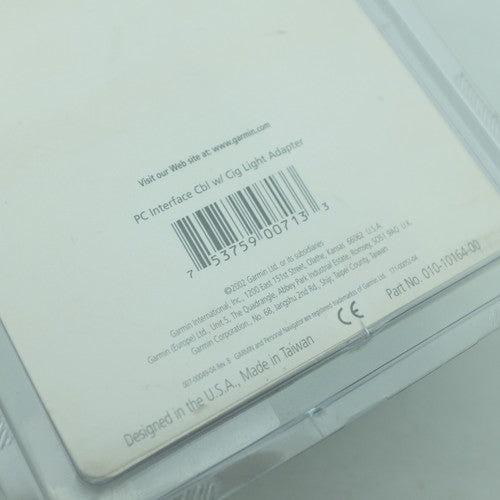 Visit our Web site at: www.garmin.com
PC Interface Cbl w/ Cig Light Adapter
7 53759 00713 3
©2002 Garmin Ltd. or its subsidiaries
Garmin International, Inc., 1200 East 151st Street, Olathe, Kansas 66062 U.S.A.
Garmin (Europe) Ltd., Unit 5, The Quadrangle, Abbey Park Industrial Estate, Romsey, SO51 9AQ U.K.
Garmin Corporation, No. 68, Jangshu 2nd Rd., Shijr, Taipei County, Taiwan
007-00049-04 Rev. B GARMIN and Personal Navigator are registered trademarks of Garmin Ltd.
Part No. 010-10164-00
CE
Designed in the U.S.A., Made in Taiwan